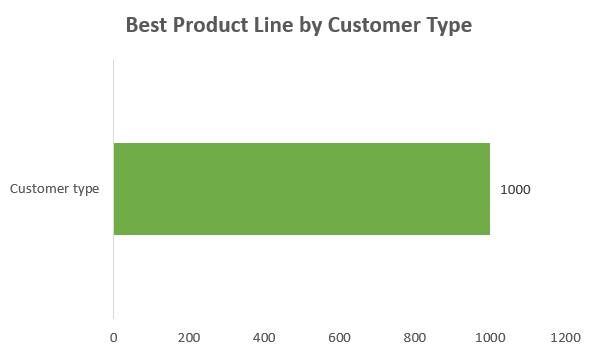 Best Product Line by Customer Type
Customer type
1000
0 200 400 600 800 1000 1200